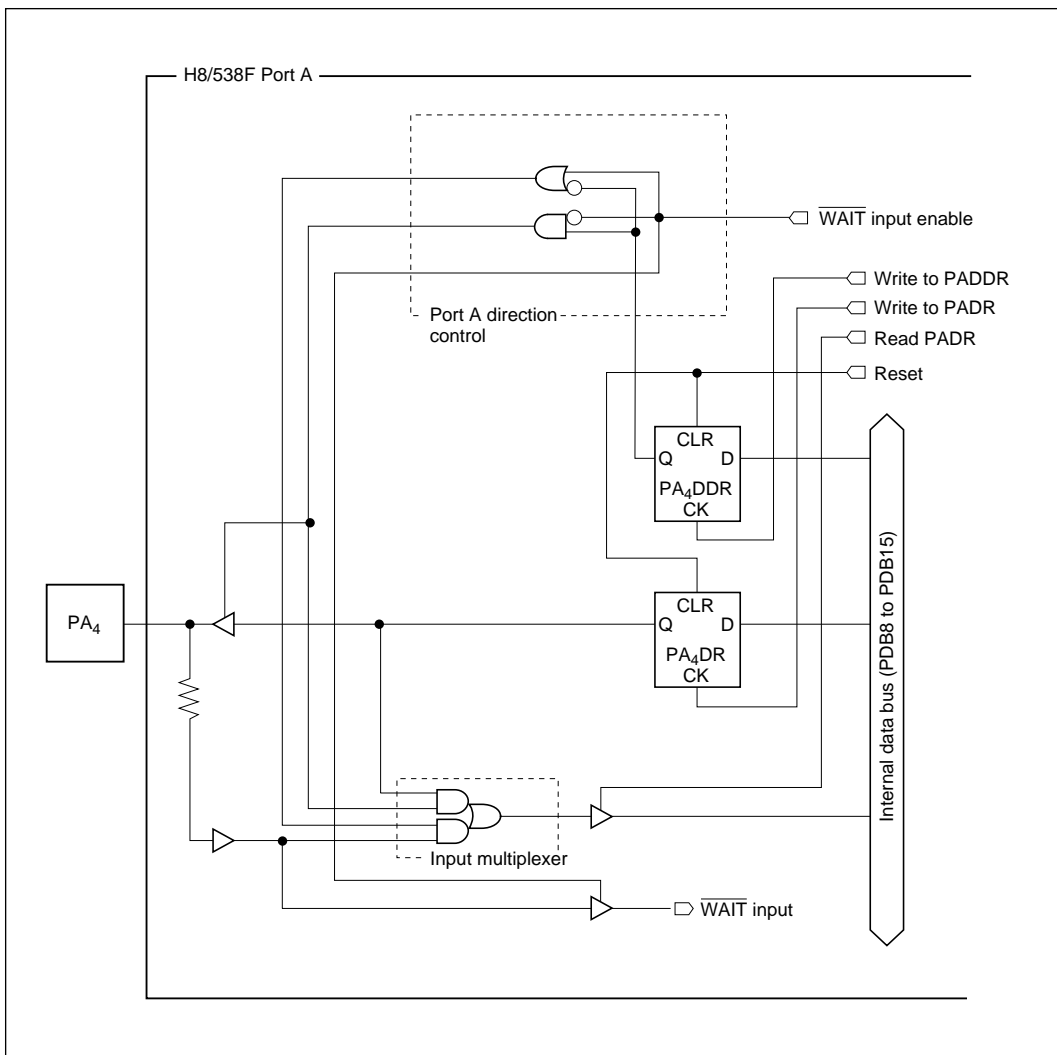 H8/538F Port A
WAIT input enable
Write to PADDR
Port A direction
control
Write to PADR
Read PADR
Reset
CLR
Q D
PA4DDR
CK
Internal data bus (PDB8 to PDB15)
PA4
CLR
Q D
PA4DR
CK
Input multiplexer
WAIT input